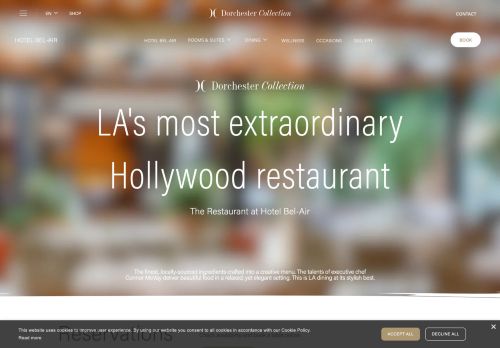 EN
SHOP
Dorchester Collection
CONTACT
HOTEL BEL-AIR
HOTEL BEL-AIR
ROOMS & SUITES
DINING
WELLNESS
OCCASIONS
GALLERY
BOOK
Dorchester Collection
LA's most extraordinary
Hollywood restaurant
The Restaurant at Hotel Bel-Air
The finest, locally-sourced ingredients crafted into a creative menu. The talents of executive chef
Connor McVay deliver beautiful food in a relaxed, yet elegant setting. This is LA dining at its stylish best.
Reservations
This website uses cookies to improve user experience. By using our website you consent to all cookies in accordance with our Cookie Policy.
Read more
ACCEPT ALL
DECLINE ALL